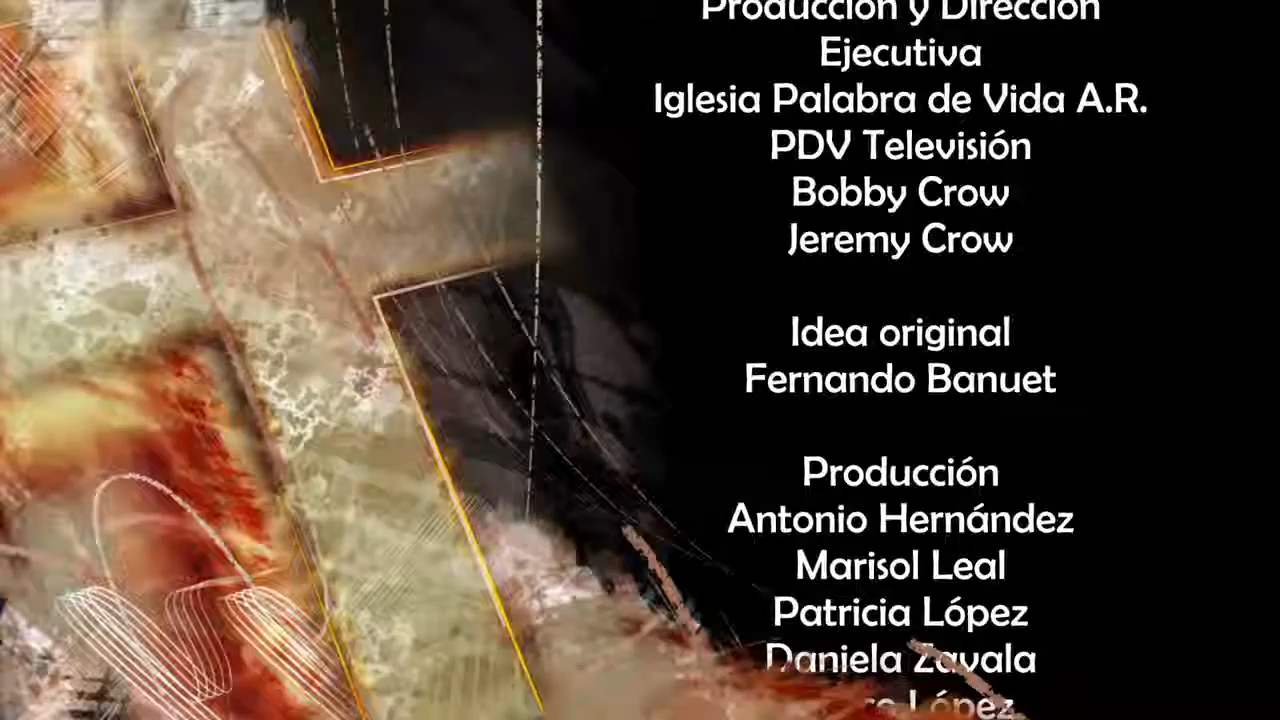 Producción y Dirección
Ejecutiva
Iglesia Palabra de Vida A.R.
PDV Televisión
Bobby Crow
Jeremy Crow
Idea original
Fernando Banuet
Producción
Antonio Hernández
Marisol Leal
Patricia López
Daniela Zavala
López